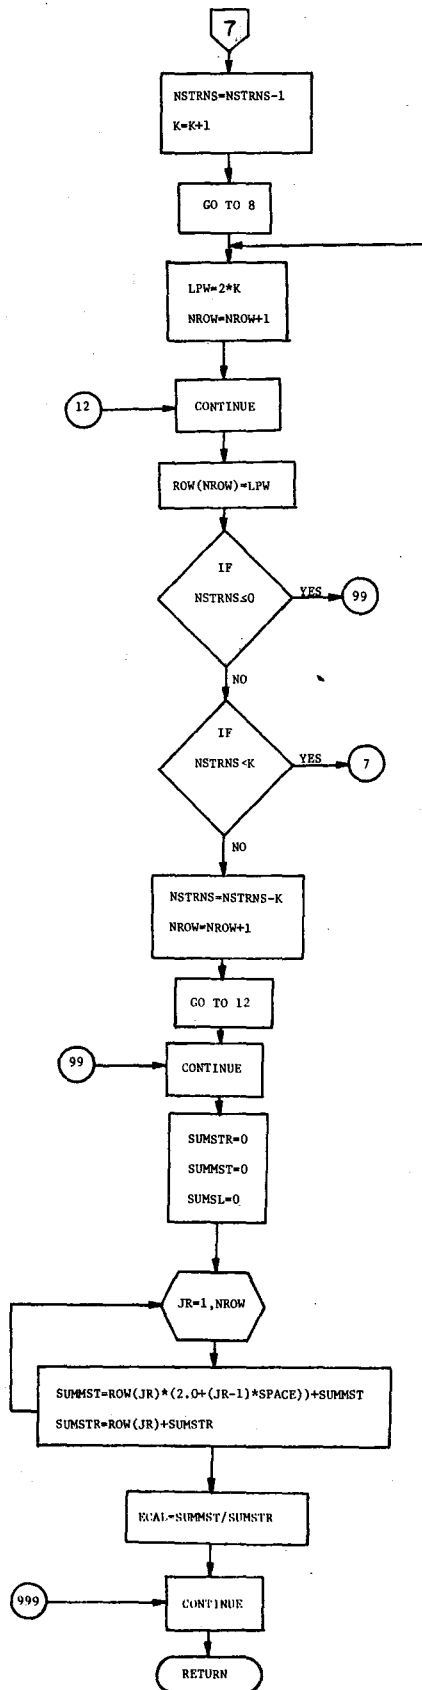 7
NSTRNS=NSTRNS-1
K=K+1
GO TO 8
LPW=2*K
NROW=NROW+1
12
CONTINUE
ROW(NROW)=LPW
IF
NSTRNS≤0
YES
99
NO
IF
NSTRNS<K
YES
7
NO
NSTRNS=NSTRNS-K
NROW=NROW+1
GO TO 12
99
CONTINUE
SUMSTR=0
SUMMST=0
SUMSL=0
JR=1,NROW
SUMMST=ROW(JR)*(2.0+(JR-1)*SPACE))+SUMMST
SUMSTR=ROW(JR)+SUMSTR
ECAL=SUMMST/SUMSTR
999
CONTINUE
RETURN